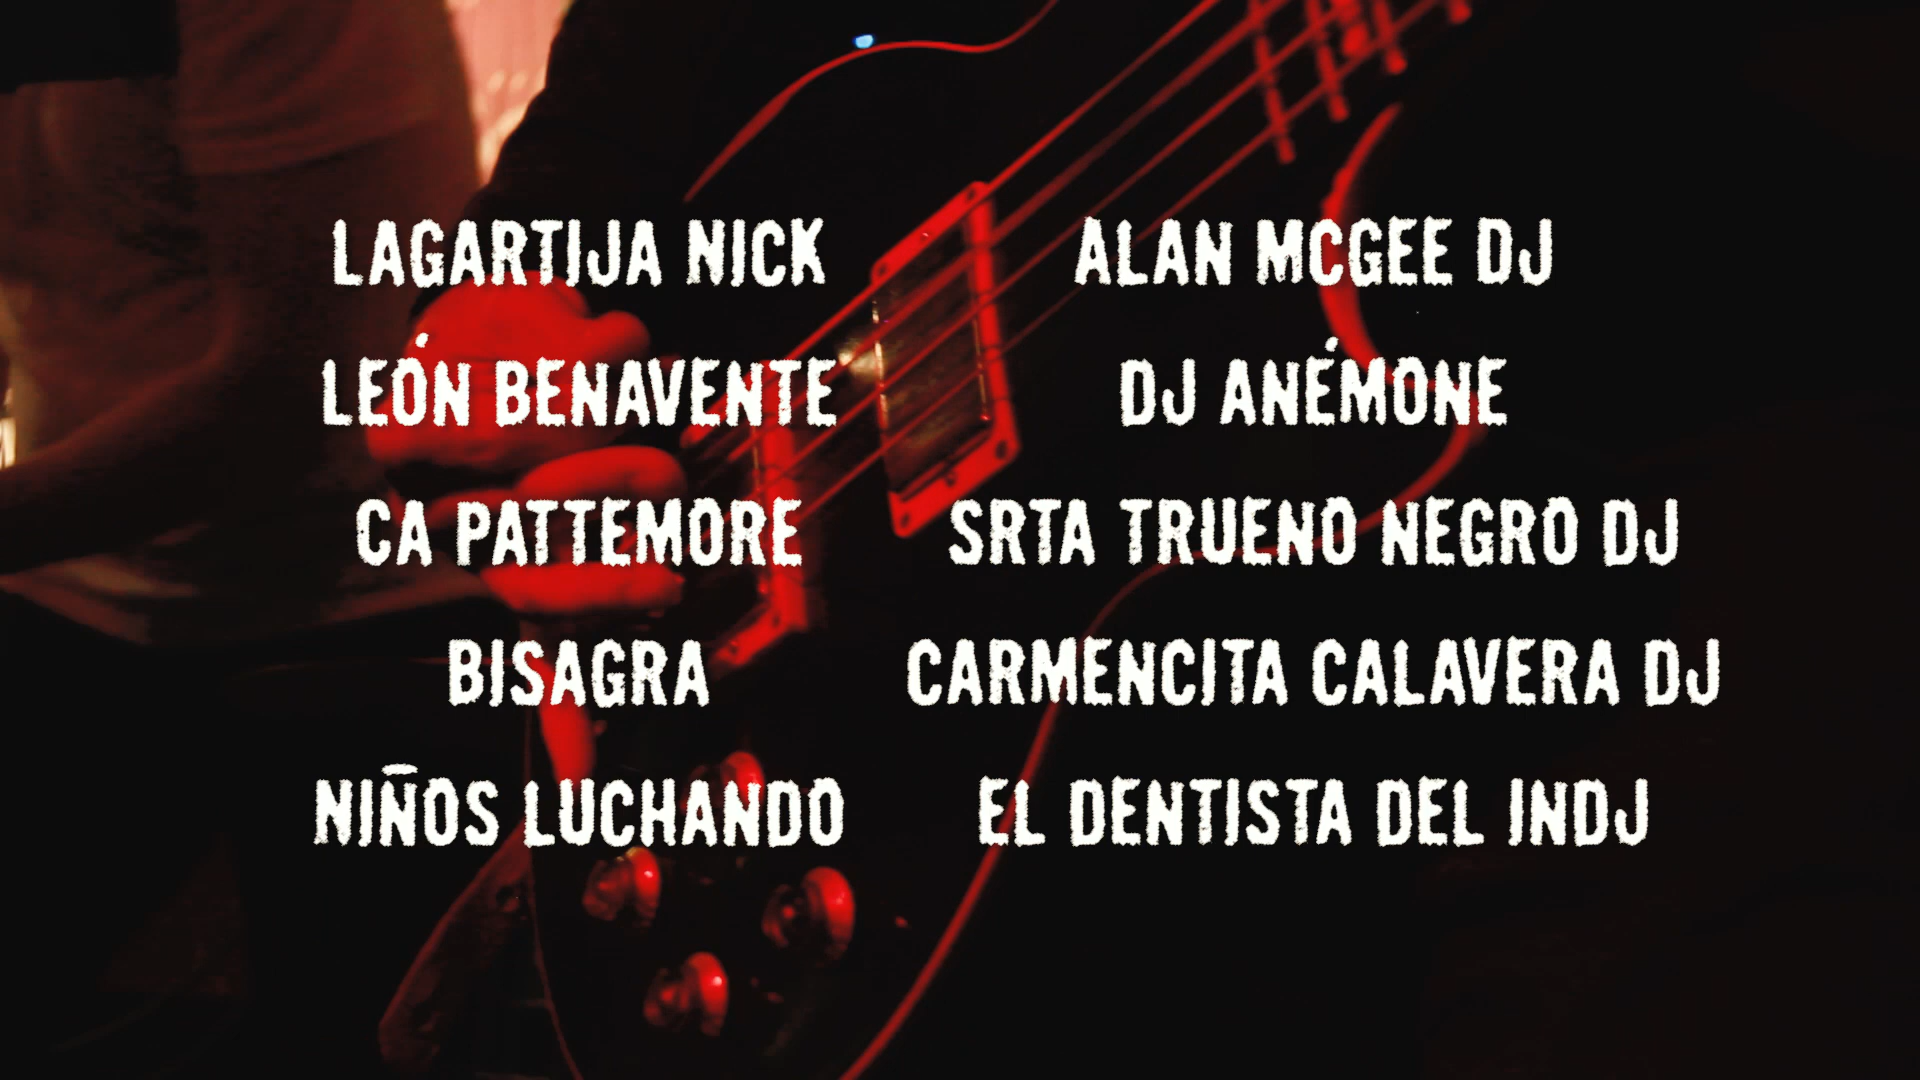 LAGARTIJA NICK
LEÓN BENAVENTE
CA PATTEMORE
BISAGRA
NIÑOS LUCHANDO
ALAN MCGEE DJ
DJ ANÉMONE
SRTA TRUENO NEGRO DJ
CARMENCITA CALAVERA DJ
EL DENTISTA DEL INDJ